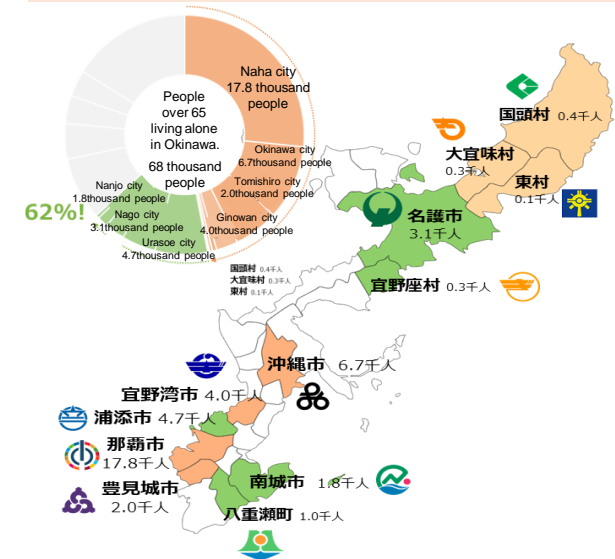 Naha city
17.8 thousand
people
People
over 65
living alone
in Okinawa.
68 thousand
people
Okinawa city
6.7thousand people
Tomishiro city
2.0thousand people
Ginowan city
4.0thousand people
Nanjo city
1.8thousand people
Nago city
3.1thousand people
Urasoe city
4.7thousand people
62%!
国頭村 0.4千人
大宜味村 0.3千人
東村 0.1千人
国頭村 0.4千人
大宜味村
0.3千人
東村
0.1千人
名護市
3.1千人
宜野座村 0.3千人
沖縄市 6.7千人
宜野湾市 4.0千人
浦添市 4.7千人
那覇市
17.8千人
豊見城市
2.0千人
南城市 1.8千人
八重瀬町 1.0千人